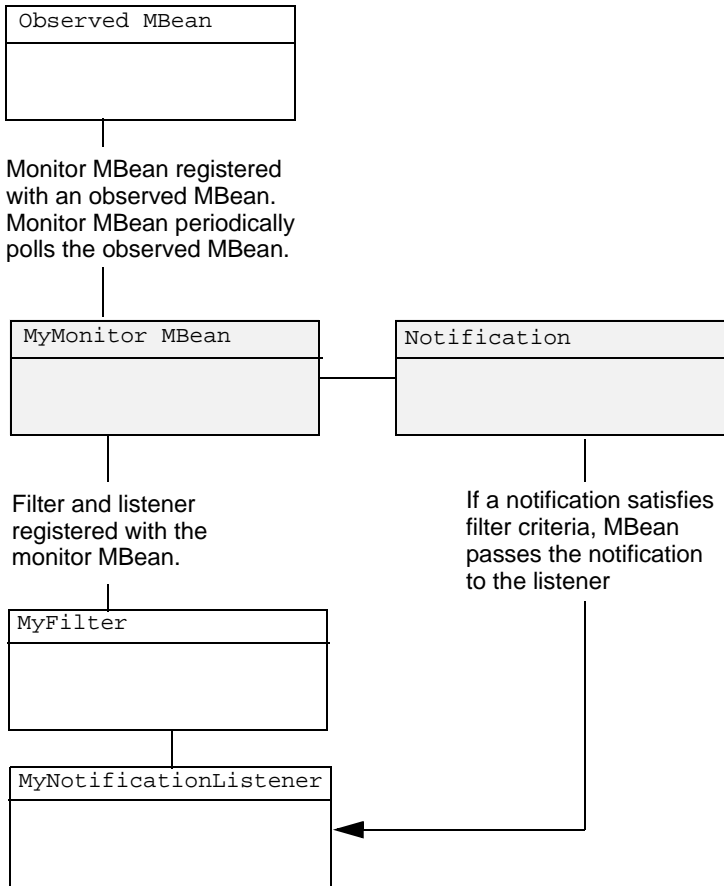 Observed MBean
Monitor MBean registered
with an observed MBean.
Monitor MBean periodically
polls the observed MBean.
MyMonitor MBean
Notification
Filter and listener
registered with the
monitor MBean.
If a notification satisfies
filter criteria, MBean
passes the notification
to the listener
MyFilter
MyNotificationListener